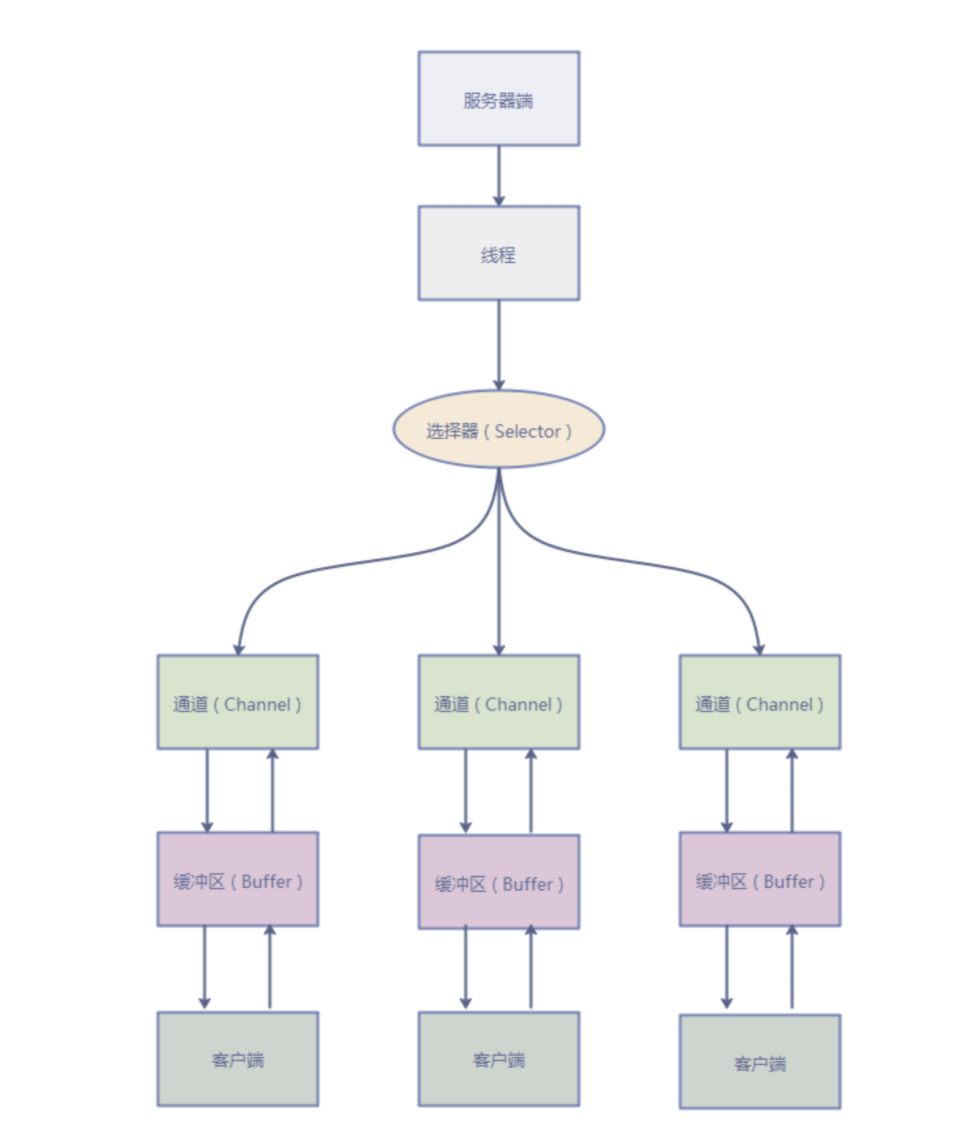 服务器端
线程
选择器 ( Selector )
通道 ( Channel )
通道 ( Channel )
通道 ( Channel )
缓冲区 ( Buffer )
缓冲区 ( Buffer )
缓冲区 ( Buffer )
客户端
客户端
客户端